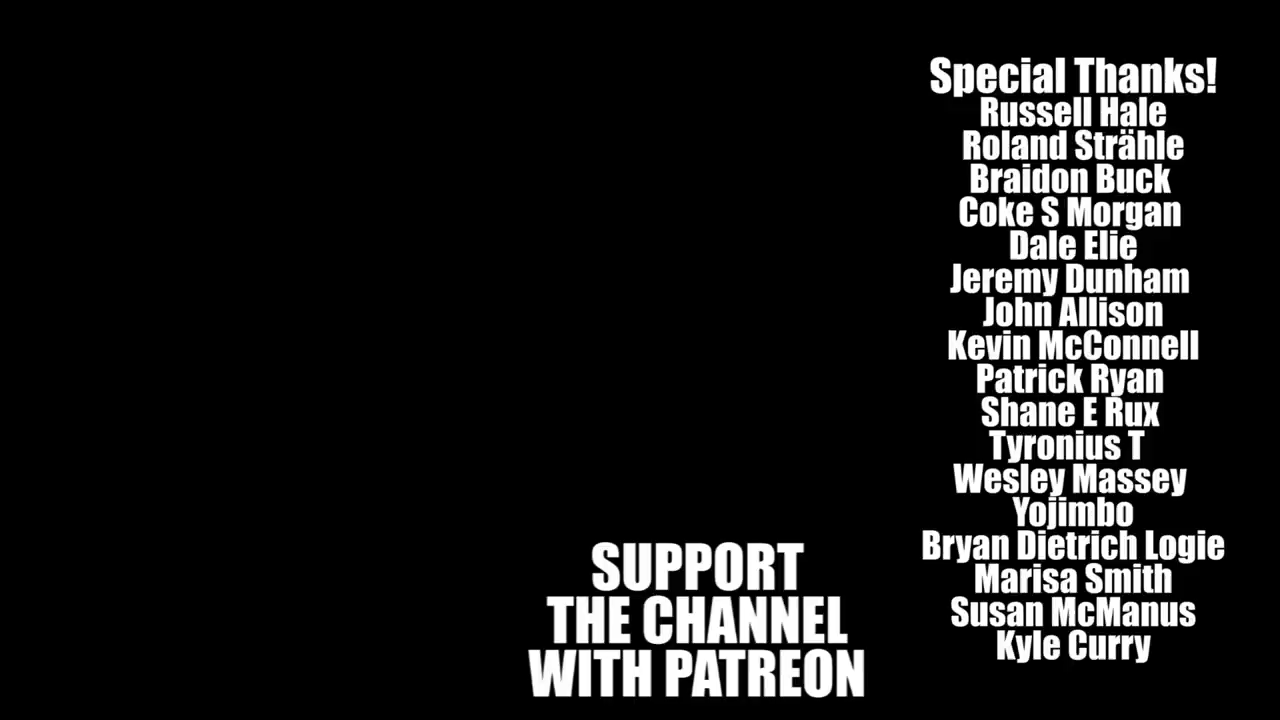 Special Thanks!
Russell Hale
Roland Strähle
Braidon Buck
Coke S Morgan
Dale Elie
Jeremy Dunham
John Allison
Kevin McConnell
Patrick Ryan
Shane E Rux
Tyronius T
Wesley Massey
Yojimbo
Bryan Dietrich Logie
Marisa Smith
Susan McManus
Kyle Curry
SUPPORT
THE CHANNEL
WITH PATREON